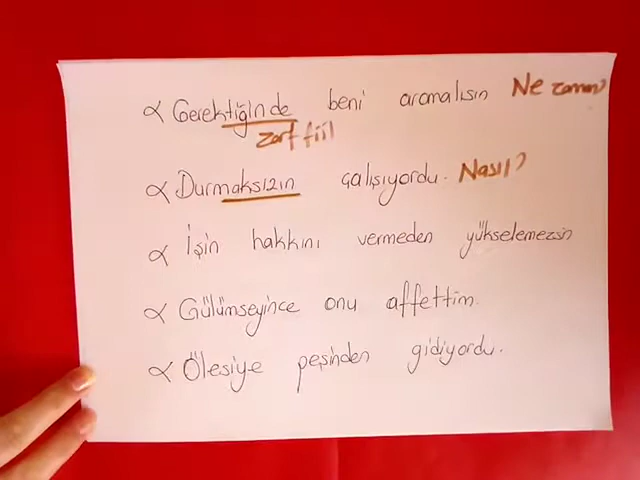 ∝ Gerektiğinde beni aramalısın Ne zaman?
zarf fiil
∝ Durmaksızın çalışıyordu. Nasıl?
∝ İşin hakkını vermeden yükselemezsin
∝ Gülümseyince onu affettim.
∝ Ölesiye peşinden gidiyordu.